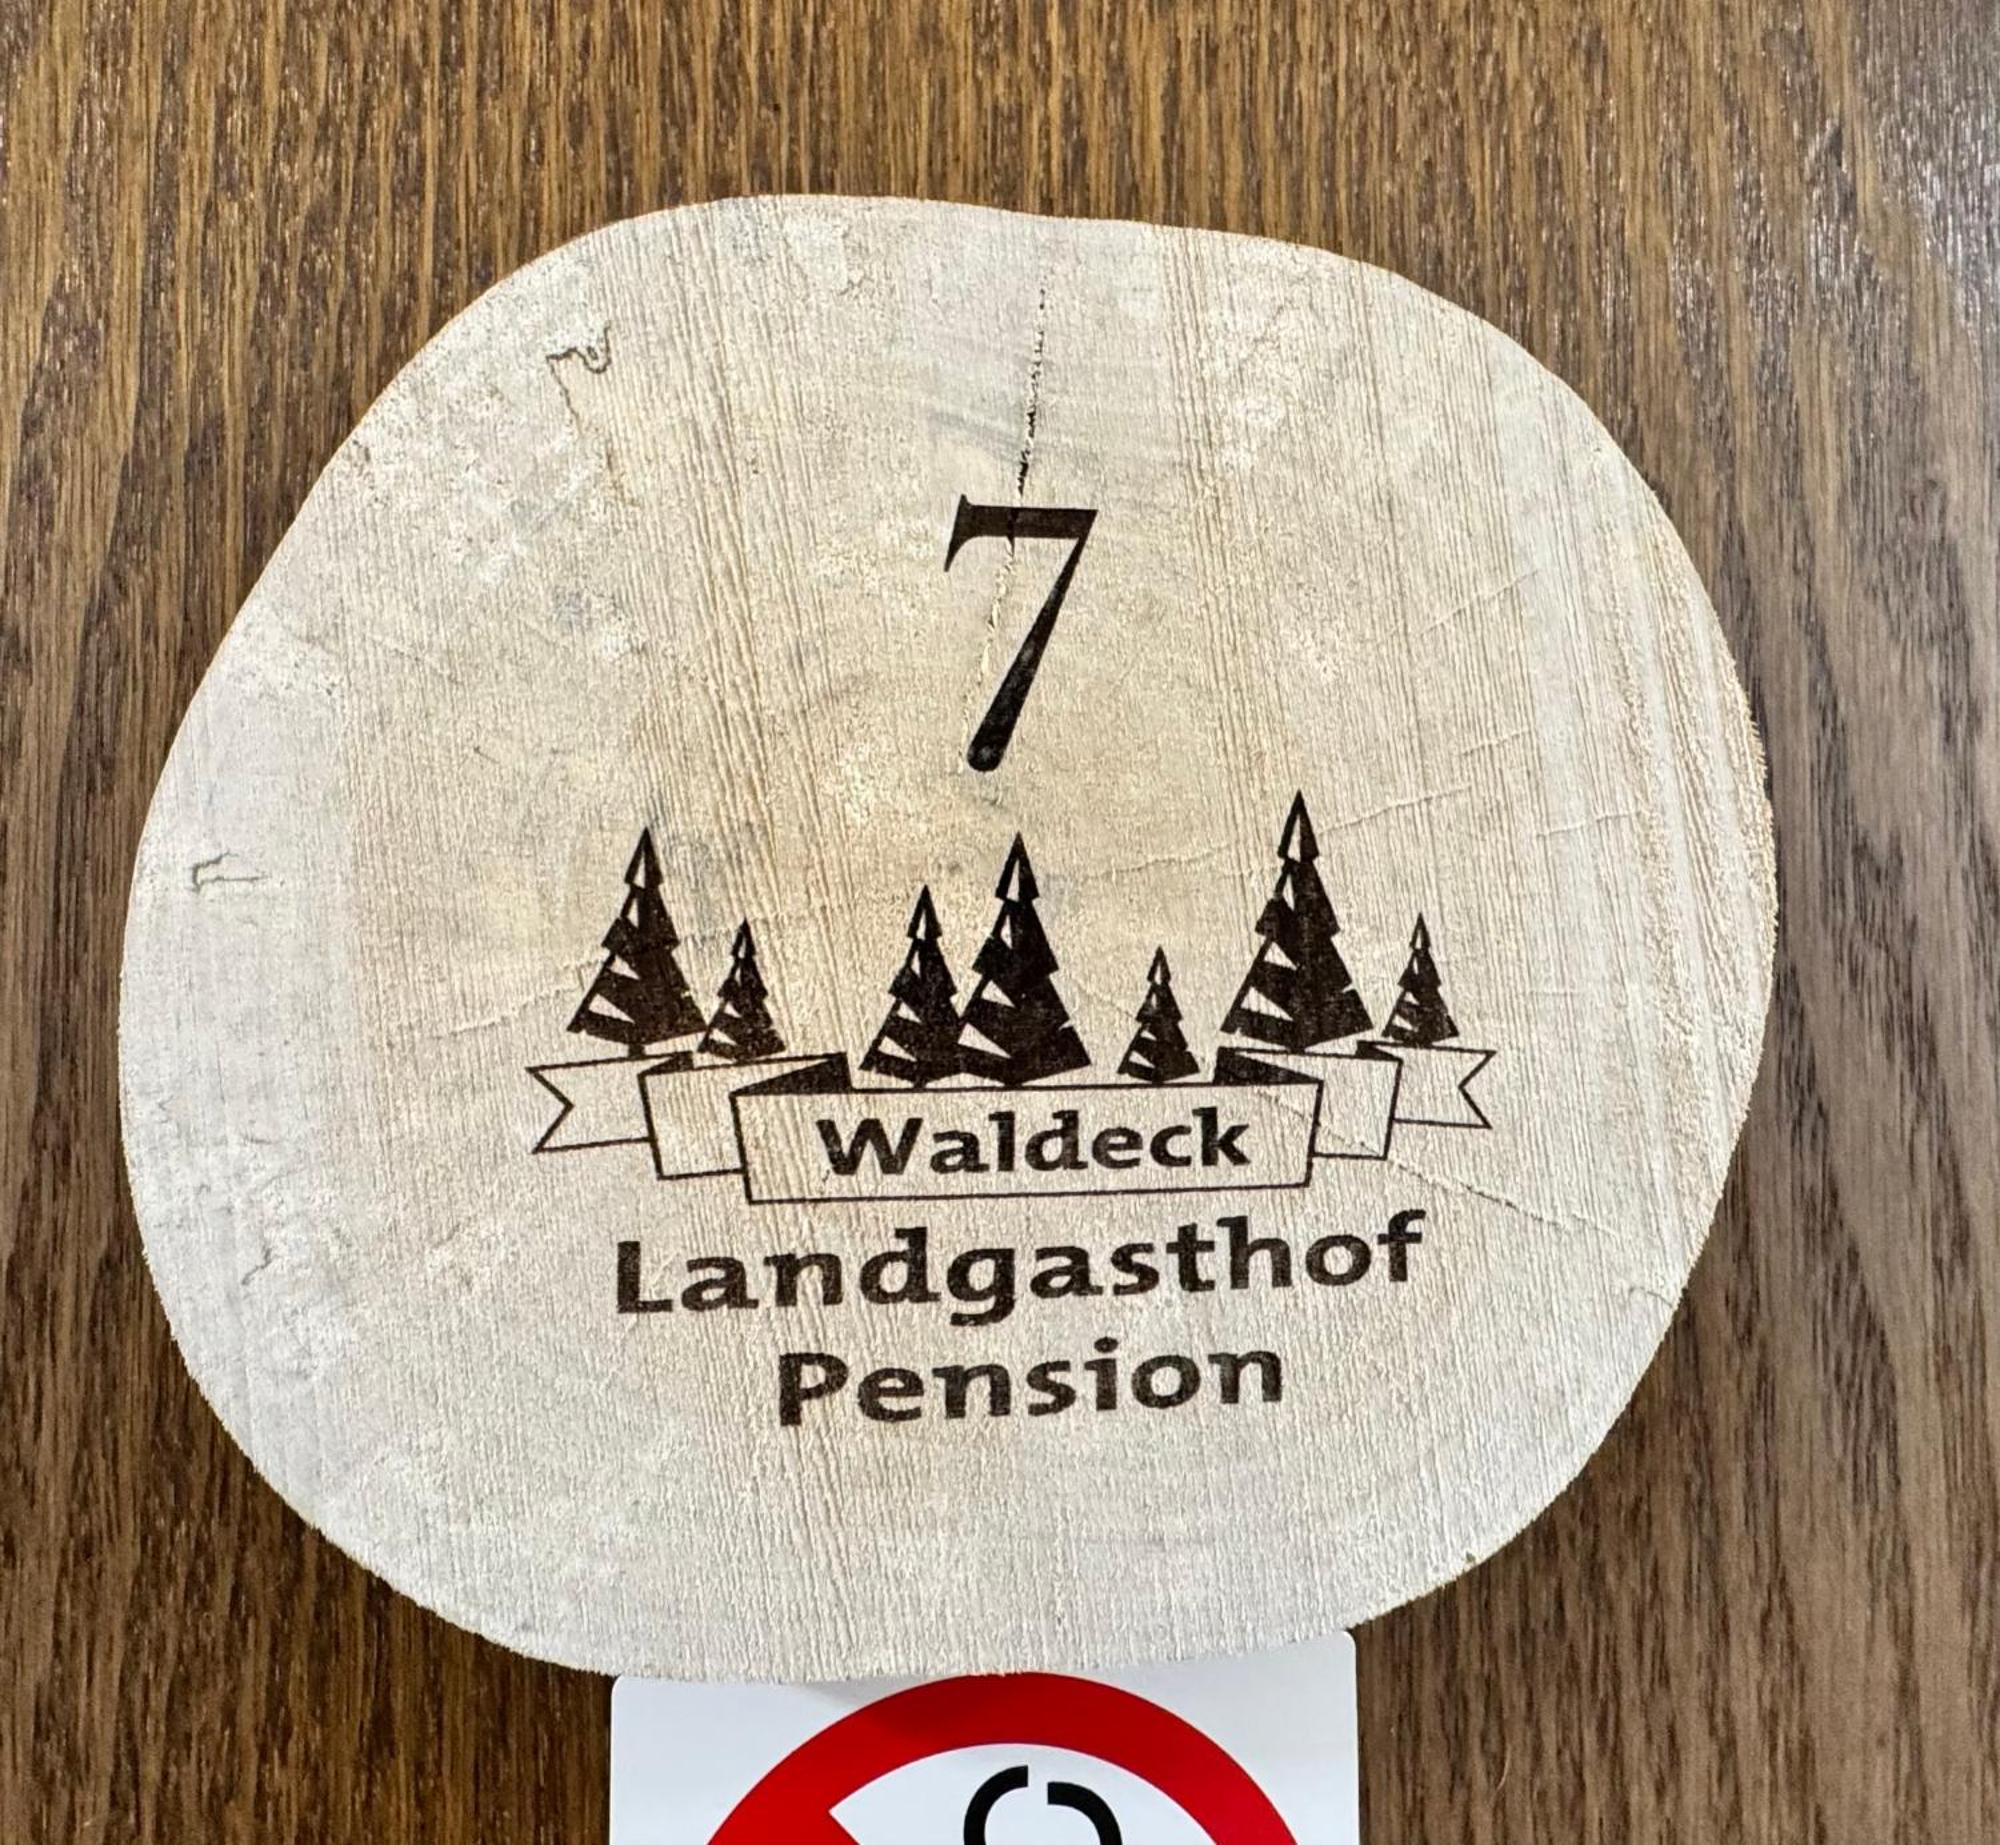 7
Waldeck
Landgasthof
Pension